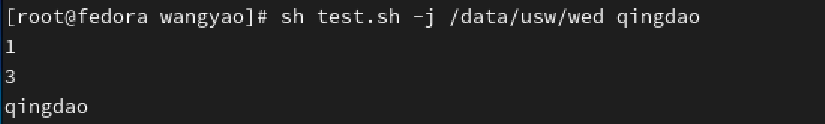 [root@fedora wangyao]# sh test.sh -j /data/usw/wed qingdao
1
3
qingdao